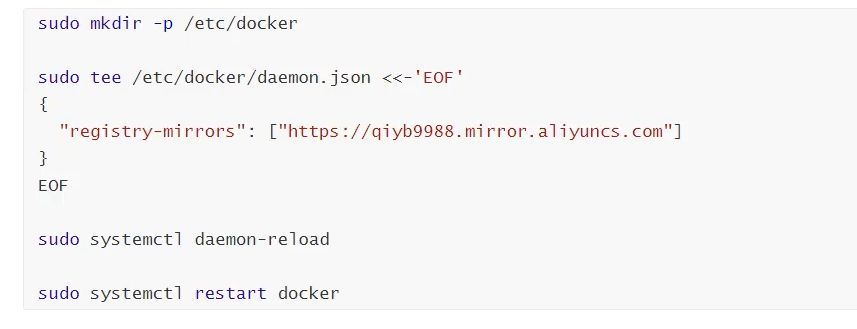 sudo mkdir -p /etc/docker
sudo tee /etc/docker/daemon.json <<-'EOF'
{
  "registry-mirrors": ["https://qiyb9988.mirror.aliyuncs.com"]
}
EOF
sudo systemctl daemon-reload
sudo systemctl restart docker